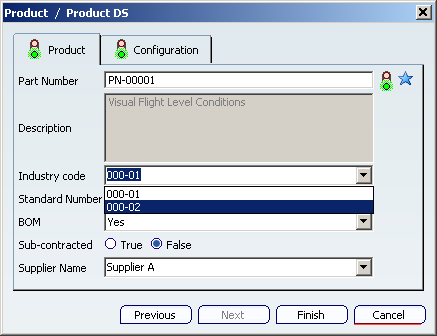 Product / Product DS
Product Configuration
Part Number PN-00001
Visual Flight Level Conditions
Description
Industry code 000-01
000-01
Standard Number
000-02
BOM Yes
Sub-contracted True False
Supplier Name Supplier A
Previous Next Finish Cancel